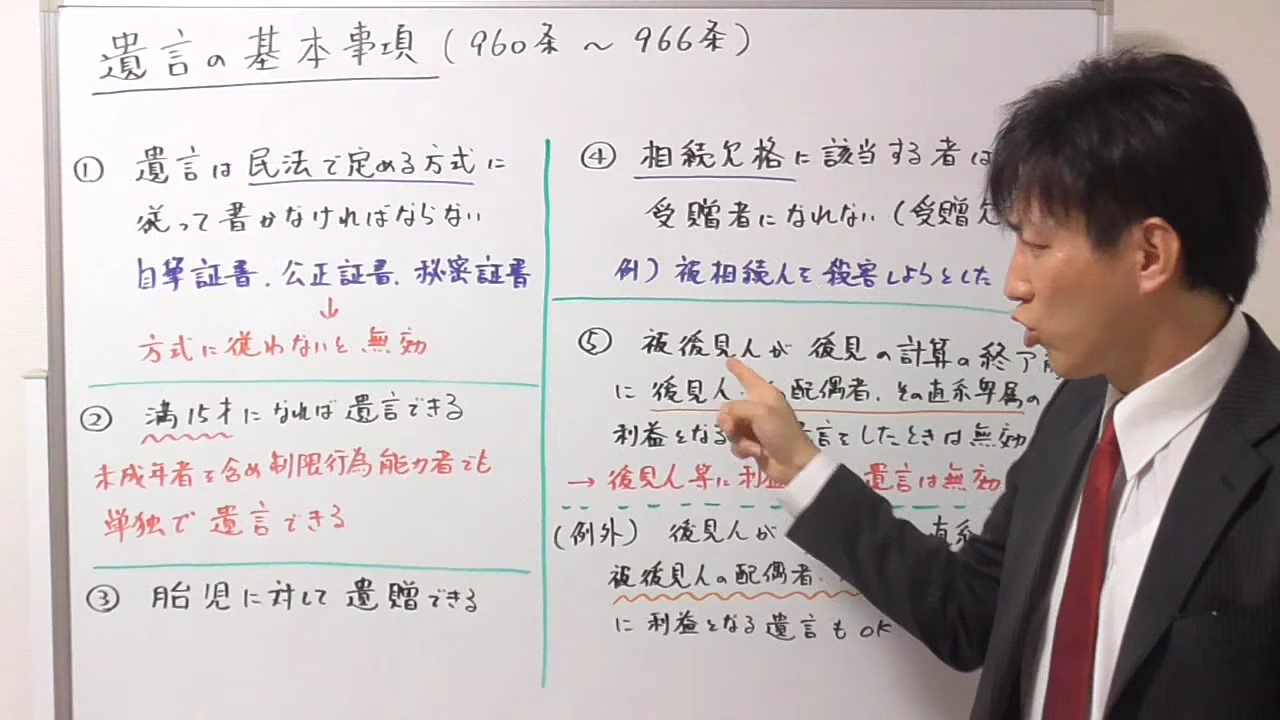 遺言の基本事項 (960条 ~ 966条)
① 遺言は民法で定める方式に
従って書かなければならない
自筆証書、公正証書、秘密証書
↓
方式に従わないと無効
② 満15才になれば遺言できる
未成年者を含め制限行為能力者でも
単独で遺言できる
③ 胎児に対して遺贈できる
④ 相続欠格に該当する者は
受贈者になれない (受贈欠
例) 被相続人を殺害しようとした
⑤ 被後見人が後見の計算の終了
に後見人 配偶者、その直系卑属の
利益となる 遺言をしたときは無効
→ 後見人等に利 遺言は無効
(例外) 後見人が 直系
被後見人の配偶者、
に利益となる遺言もOK